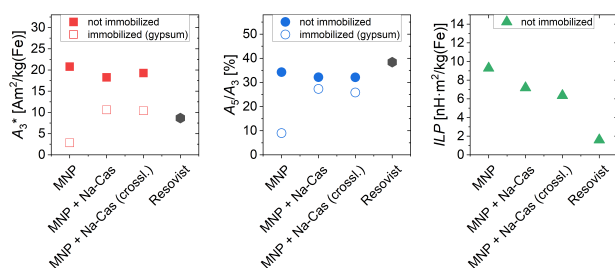 not immobilized
immobilized (gypsum)
A₃* [Am²/kg(Fe)]
30
25
20
15
10
5
0
MNP
MNP + Na-Cas
MNP + Na-Cas (crossl.)
Resovist
not immobilized
immobilized (gypsum)
A₅/A₃ [%]
50
40
30
20
10
0
MNP
MNP + Na-Cas
MNP + Na-Cas (crossl.)
Resovist
not immobilized
ILP [nH·m²/kg(Fe)]
14
12
10
8
6
4
2
0
MNP
MNP + Na-Cas
MNP + Na-Cas (crossl.)
Resovist